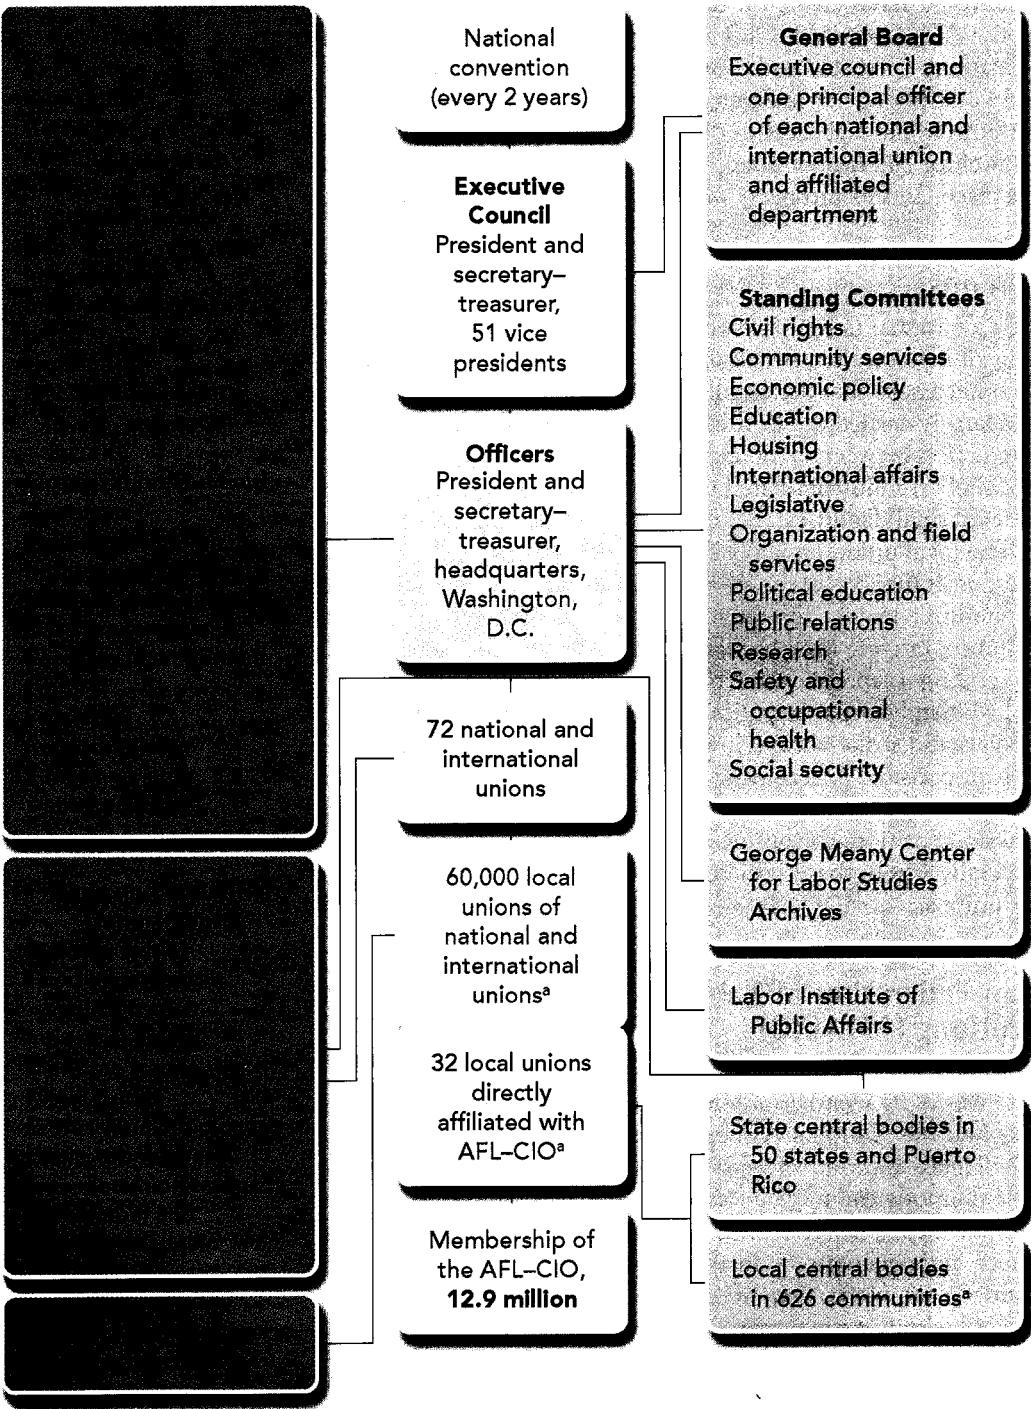 National
convention
(every 2 years)
Executive
Council
President and
secretary–
treasurer,
51 vice
presidents
Officers
President and
secretary–
treasurer,
headquarters,
Washington,
D.C.
72 national and
international
unions
60,000 local
unions of
national and
international
unionsª
32 local unions
directly
affiliated with
AFL–CIOª
Membership of
the AFL–CIO,
12.9 million
General Board
Executive council and
one principal officer
of each national and
international union
and affiliated
department
Standing Committees
Civil rights
Community services
Economic policy
Education
Housing
International affairs
Legislative
Organization and field
services
Political education
Public relations
Research
Safety and
occupational
health
Social security
George Meany Center
for Labor Studies
Archives
Labor Institute of
Public Affairs
State central bodies in
50 states and Puerto
Rico
Local central bodies
in 626 communitiesª